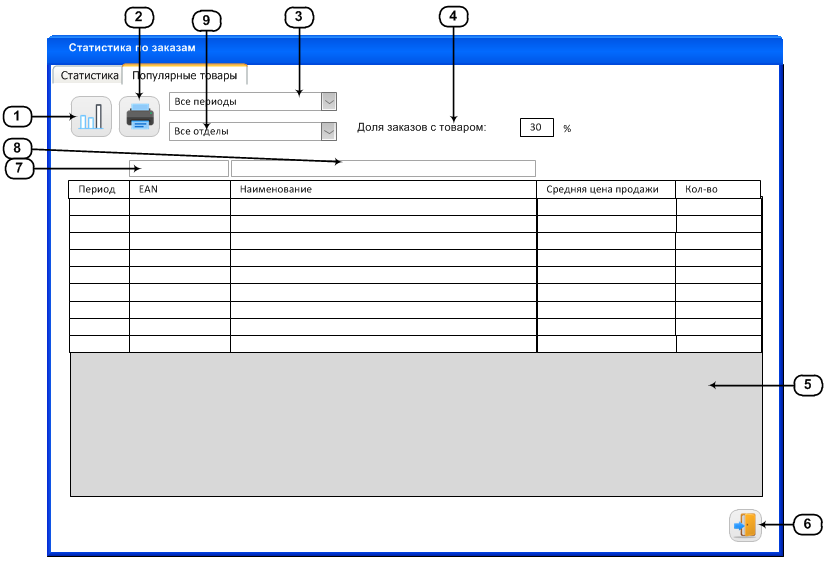 2
9
3
4
Статистика по заказам
Статистика
Популярные товары
1
Все периоды
Все отделы
Доля заказов с товаром:
30
%
8
7
Период
EAN
Наименование
Средняя цена продажи
Кол-во
5
6